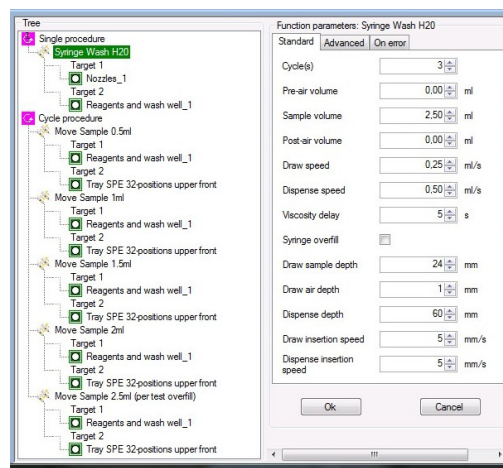 Tree
Single procedure
Syringe Wash H20
Target 1
Nozzles_1
Target 2
Reagents and wash well_1
Cycle procedure
Move Sample 0.5ml
Target 1
Reagents and wash well_1
Target 2
Tray SPE 32-positions upper front
Move Sample 1ml
Target 1
Reagents and wash well_1
Target 2
Tray SPE 32-positions upper front
Move Sample 1.5ml
Target 1
Reagents and wash well_1
Target 2
Tray SPE 32-positions upper front
Move Sample 2ml
Target 1
Reagents and wash well_1
Target 2
Tray SPE 32-positions upper front
Move Sample 2.5ml (per test overfill)
Target 1
Reagents and wash well_1
Target 2
Tray SPE 32-positions upper front
Function parameters: Syringe Wash H20
Standard Advanced On error
Cycle(s) 3
Pre-air volume 0,00 ml
Sample volume 2,50 ml
Post-air volume 0,00 ml
Draw speed 0,25 ml/s
Dispense speed 0,50 ml/s
Viscosity delay 5 s
Syringe overfill
Draw sample depth 24 mm
Draw air depth 1 mm
Dispense depth 60 mm
Draw insertion speed 5 mm/s
Dispense insertion
speed 5 mm/s
Ok Cancel